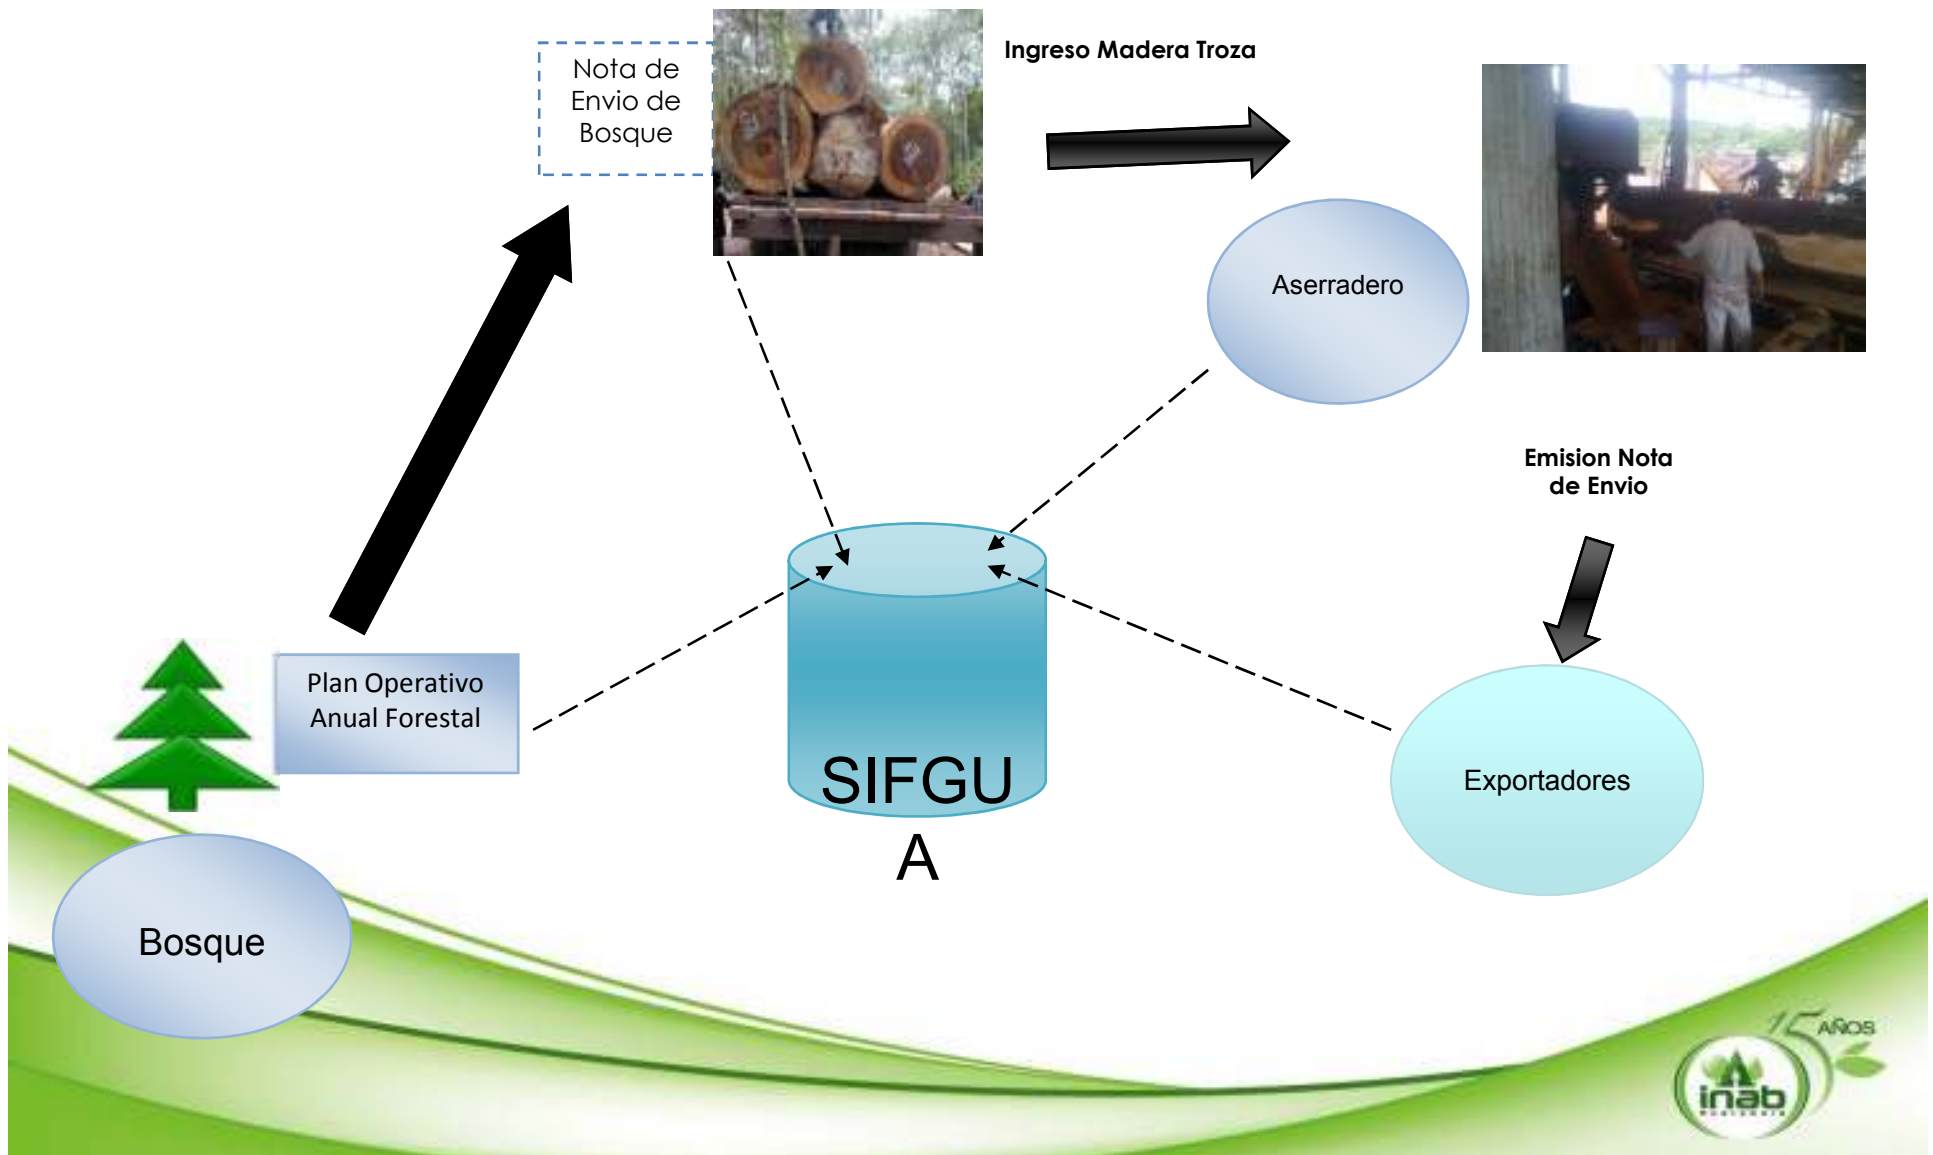 Nota de
Envio de
Bosque
Ingreso Madera Troza
Aserradero
Emision Nota
de Envio
Plan Operativo
Anual Forestal
SIFGU
A
Exportadores
Bosque
15 AÑOS
inab